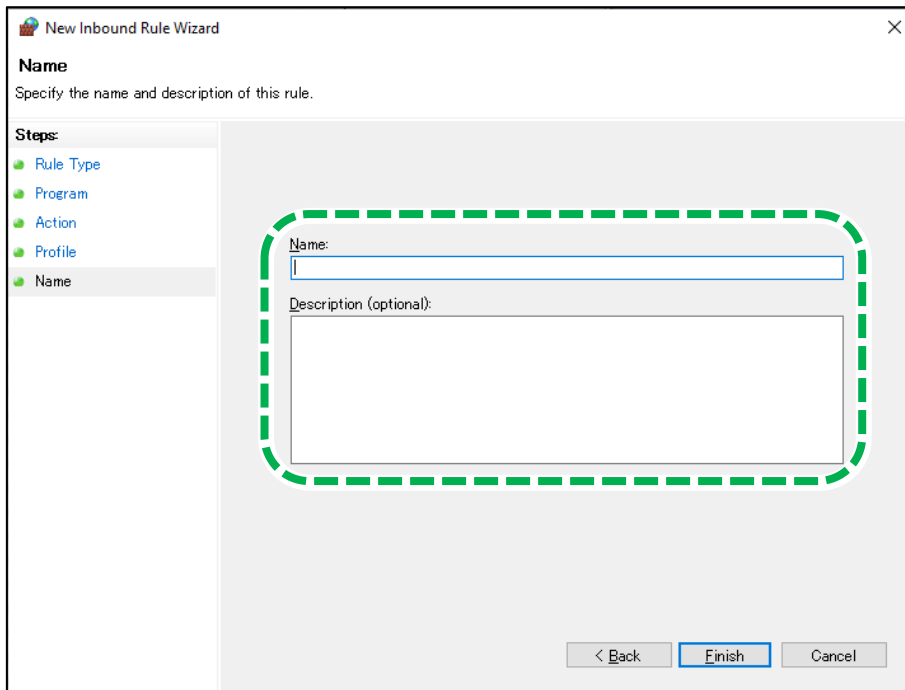 New Inbound Rule Wizard
Name
Specify the name and description of this rule.
Steps:
Rule Type
Program
Action
Profile
Name
Name:
Description (optional):
< Back
Finish
Cancel